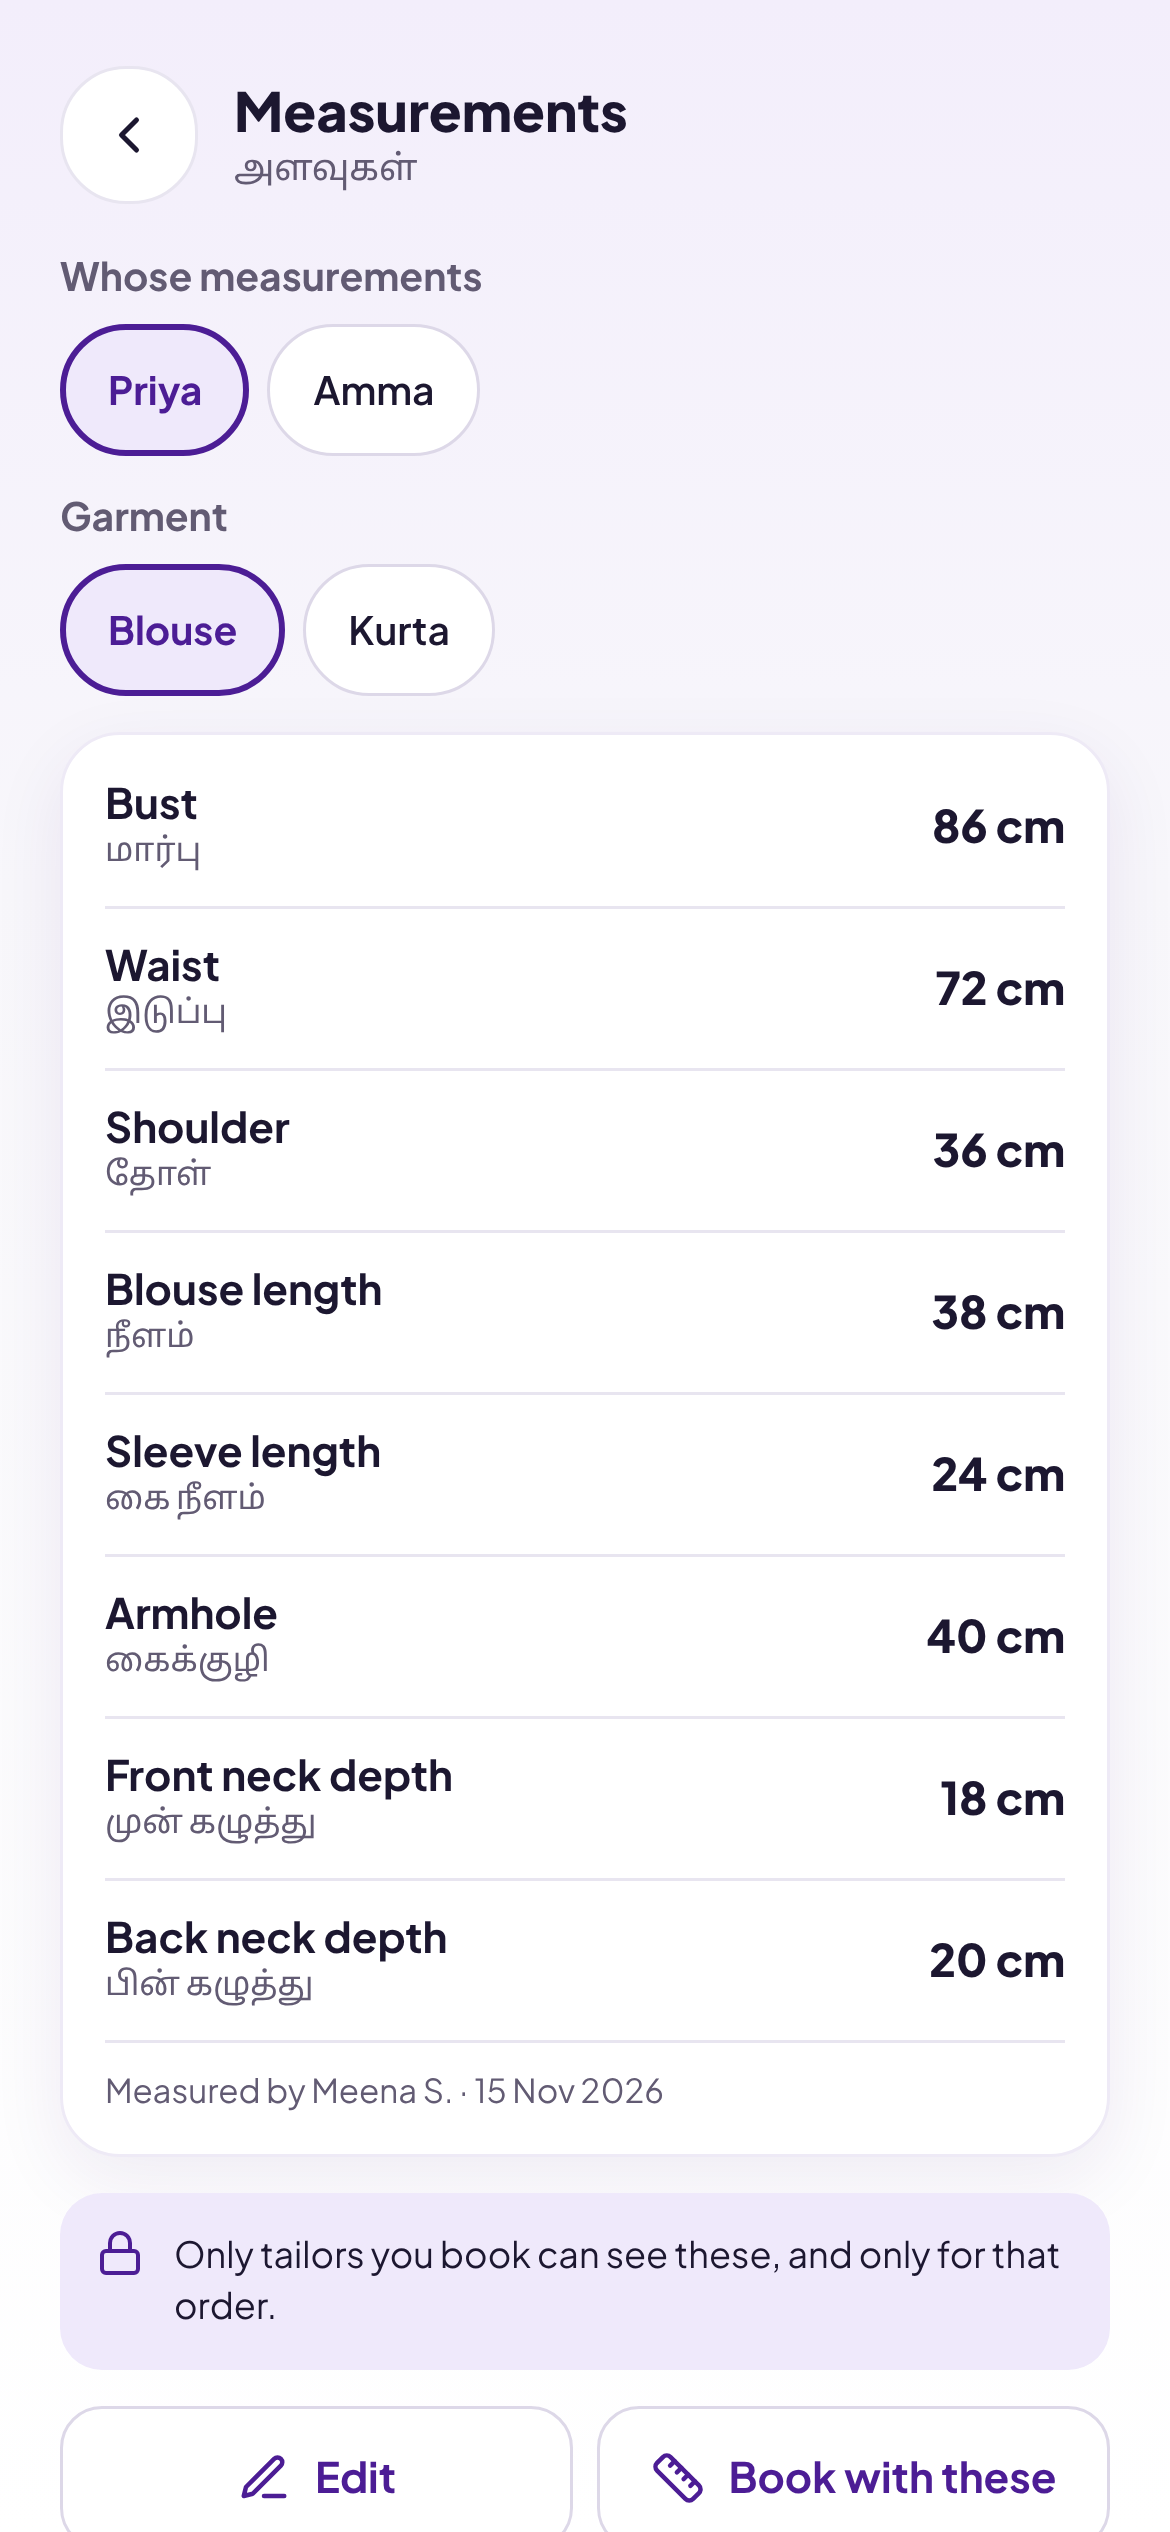 Measurements
அளவுகள்
Whose measurements
Priya
Amma
Garment
Blouse
Kurta
Bust
மார்பு
86 cm
Waist
இடுப்பு
72 cm
Shoulder
தோள்
36 cm
Blouse length
நீளம்
38 cm
Sleeve length
கை நீளம்
24 cm
Armhole
கைக்குழி
40 cm
Front neck depth
முன் கழுத்து
18 cm
Back neck depth
பின் கழுத்து
20 cm
Measured by Meena S. · 15 Nov 2026
Only tailors you book can see these, and only for that
order.
Edit
Book with these